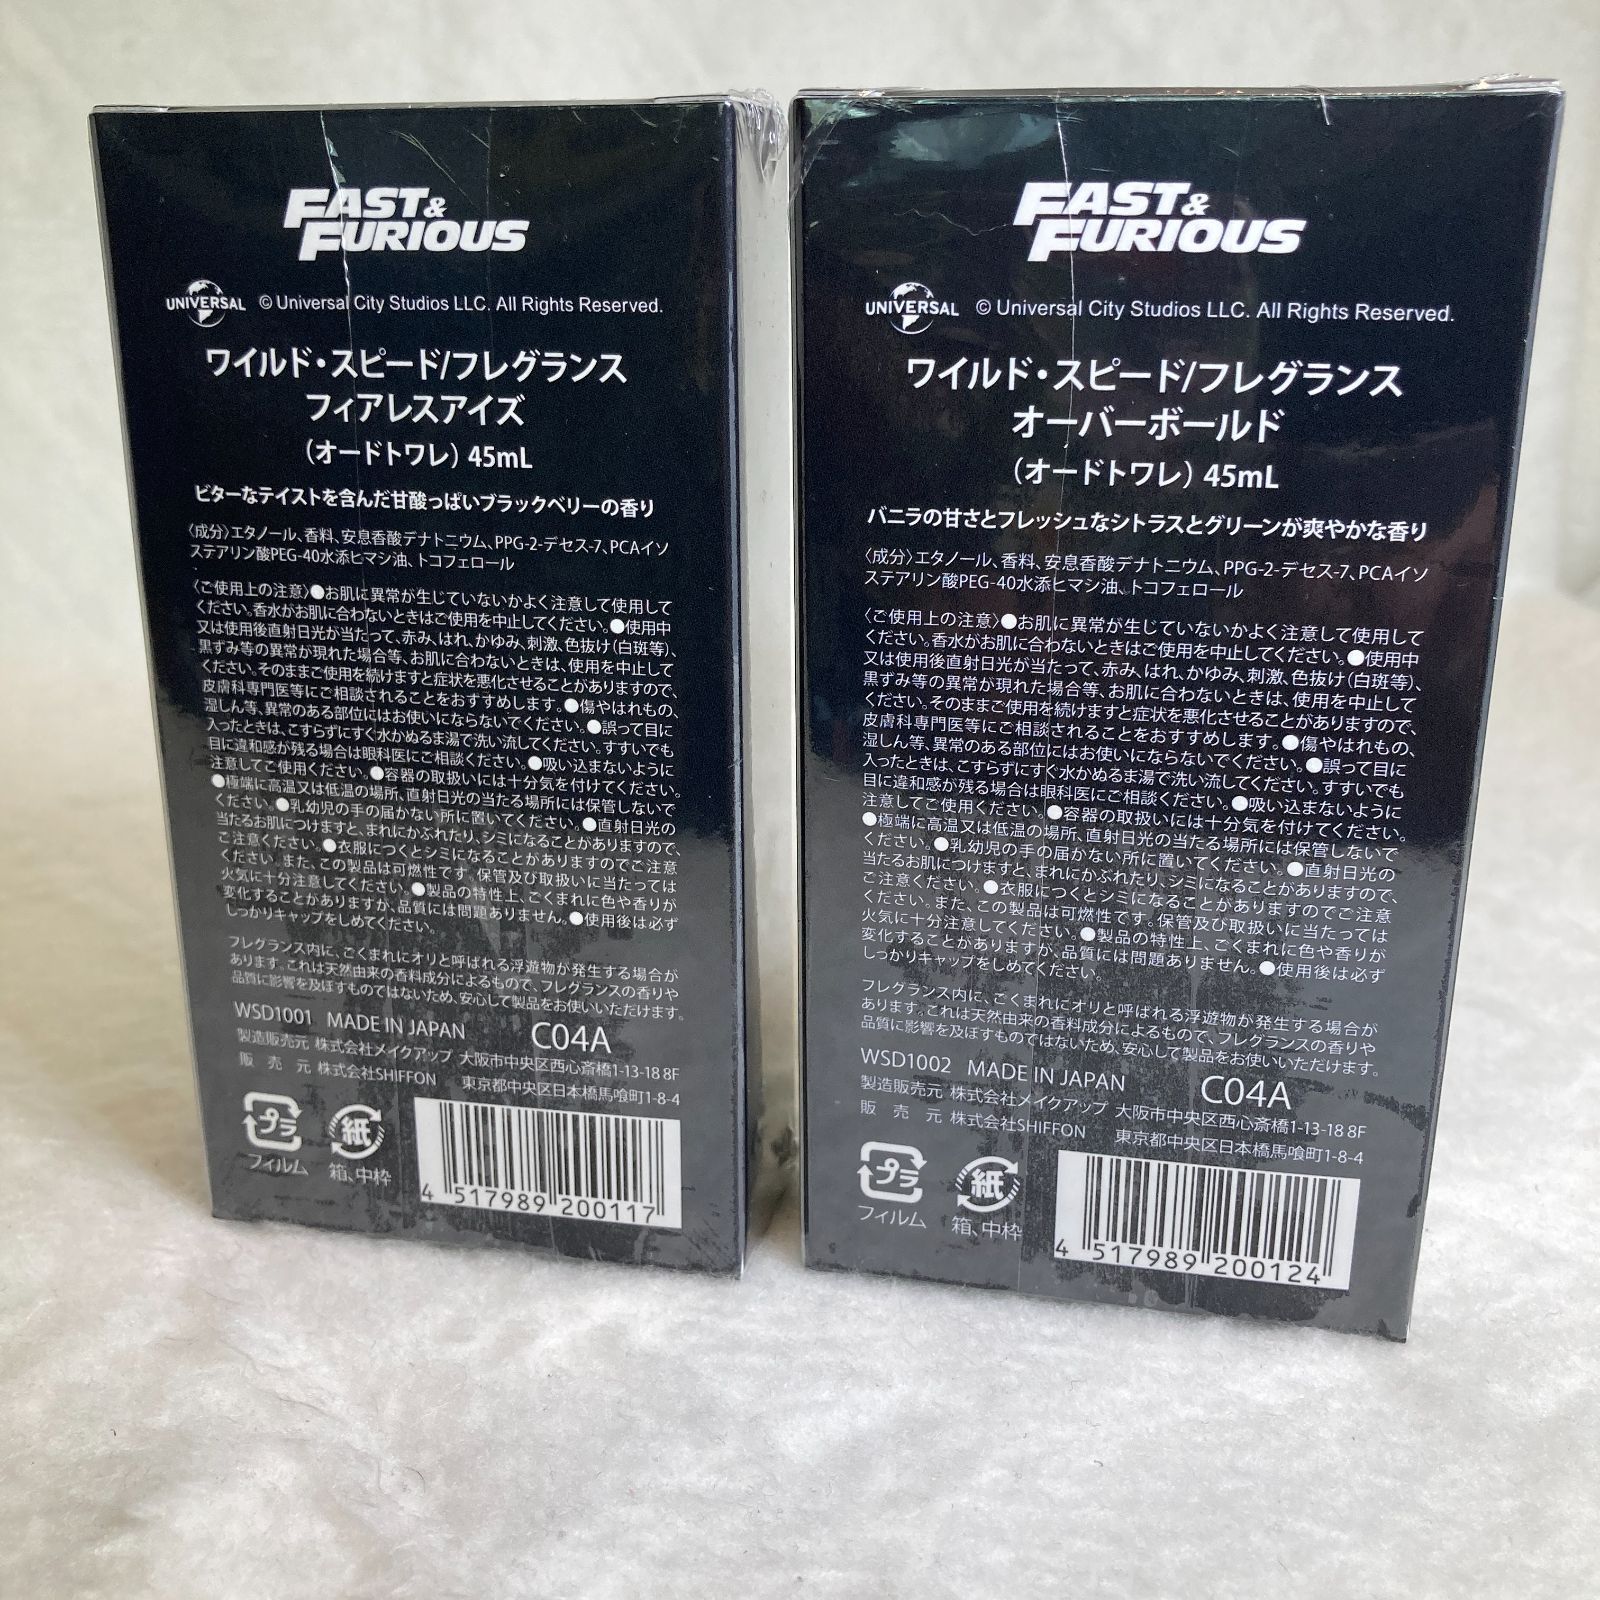 FAST &
FURIOUS
UNIVERSAL © Universal City Studios LLC. All Rights Reserved.
ワイルド・スピード/フレグランス
フィアレスアイズ
(オードトワレ) 45mL
ビターなテイストを含んだ甘酸っぱいブラックベリーの香り
〈成分〉エタノール、香料、安息香酸デナトニウム、PPG-2-デセス-7、PCAイソ
ステアリン酸PEG-40水添ヒマシ油、トコフェロール
〈ご使用上の注意〉●お肌に異常が生じていないかよく注意して使用して
ください。香水がお肌に合わないときはご使用を中止してください。●使用中
又は使用後直射日光が当たって、赤み、はれ、かゆみ、刺激、色抜け(白斑等)、
黒ずみ等の異常が現れた場合等、お肌に合わないときは、使用を中止して
ください。そのままご使用を続けますと症状を悪化させることがありますので、
皮膚科専門医等にご相談されることをおすすめします。●傷やはれもの、
湿しん等、異常のある部位にはお使いにならないでください。●誤って目に
入ったときは、こすらずにすぐ水かぬるま湯で洗い流してください。すすいでも
目に違和感が残る場合は眼科医にご相談ください。●吸い込まないように
注意してご使用ください。●容器の取扱いには十分気を付けてください。
●極端に高温又は低温の場所、直射日光の当たる場所には保管しないで
ください。●乳幼児の手の届かない所に置いてください。●直射日光の
当たるお肌につけますと、まれにかぶれたり、シミになることがありますので、
ご注意ください。●衣服につくとシミになることがありますのでご注意
ください。また、この製品は可燃性です。保管及び取扱いに当たっては
火気に十分注意してください。●製品の特性上、ごくまれに色や香りが
変化することがありますが、品質には問題ありません。●使用後は必ず
しっかりキャップをしめてください。
フレグランス内に、ごくまれにオリと呼ばれる浮遊物が発生する場合が
あります。これは天然由来の香料成分によるもので、フレグランスの香りや
品質に影響を及ぼすものではないため、安心して製品をお使いいただけます。
WSD1001 MADE IN JAPAN C04A
製造販売元 株式会社メイクアップ 大阪市中央区西心斎橋1-13-18 8F
販売元 株式会社SHIFFON 東京都中央区日本橋馬喰町1-8-4
プラ 紙
フィルム 箱、中枠
4 517989 200117
FAST &
FURIOUS
UNIVERSAL © Universal City Studios LLC. All Rights Reserved.
ワイルド・スピード/フレグランス
オーバーボールド
(オードトワレ) 45mL
バニラの甘さとフレッシュなシトラスとグリーンが爽やかな香り
〈成分〉エタノール、香料、安息香酸デナトニウム、PPG-2-デセス-7、PCAイソ
ステアリン酸PEG-40水添ヒマシ油、トコフェロール
〈ご使用上の注意〉●お肌に異常が生じていないかよく注意して使用して
ください。香水がお肌に合わないときはご使用を中止してください。●使用中
又は使用後直射日光が当たって、赤み、はれ、かゆみ、刺激、色抜け(白斑等)、
黒ずみ等の異常が現れた場合等、お肌に合わないときは、使用を中止して
ください。そのままご使用を続けますと症状を悪化させることがありますので、
皮膚科専門医等にご相談されることをおすすめします。●傷やはれもの、
湿しん等、異常のある部位にはお使いにならないでください。●誤って目に
入ったときは、こすらずにすぐ水かぬるま湯で洗い流してください。すすいでも
目に違和感が残る場合は眼科医にご相談ください。●吸い込まないように
注意してご使用ください。●容器の取扱いには十分気を付けてください。
●極端に高温又は低温の場所、直射日光の当たる場所には保管しないで
ください。●乳幼児の手の届かない所に置いてください。●直射日光の
当たるお肌につけますと、まれにかぶれたり、シミになることがありますので、
ご注意ください。●衣服につくとシミになることがありますのでご注意
ください。また、この製品は可燃性です。保管及び取扱いに当たっては
火気に十分注意してください。●製品の特性上、ごくまれに色や香りが
変化することがありますが、品質には問題ありません。●使用後は必ず
しっかりキャップをしめてください。
フレグランス内に、ごくまれにオリと呼ばれる浮遊物が発生する場合が
あります。これは天然由来の香料成分によるもので、フレグランスの香りや
品質に影響を及ぼすものではないため、安心して製品をお使いいただけます。
WSD1002 MADE IN JAPAN C04A
製造販売元 株式会社メイクアップ 大阪市中央区西心斎橋1-13-18 8F
販売元 株式会社SHIFFON 東京都中央区日本橋馬喰町1-8-4
プラ 紙
フィルム 箱、中枠
4 517989 200124